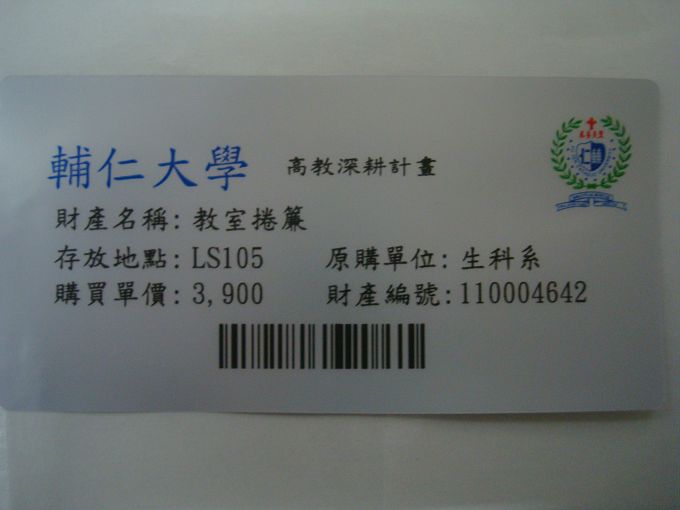 輔仁大學 高教深耕計畫
財產名稱: 教室捲簾
存放地點: LS105 原購單位: 生科系
購買單價: 3,900 財產編號: 110004642